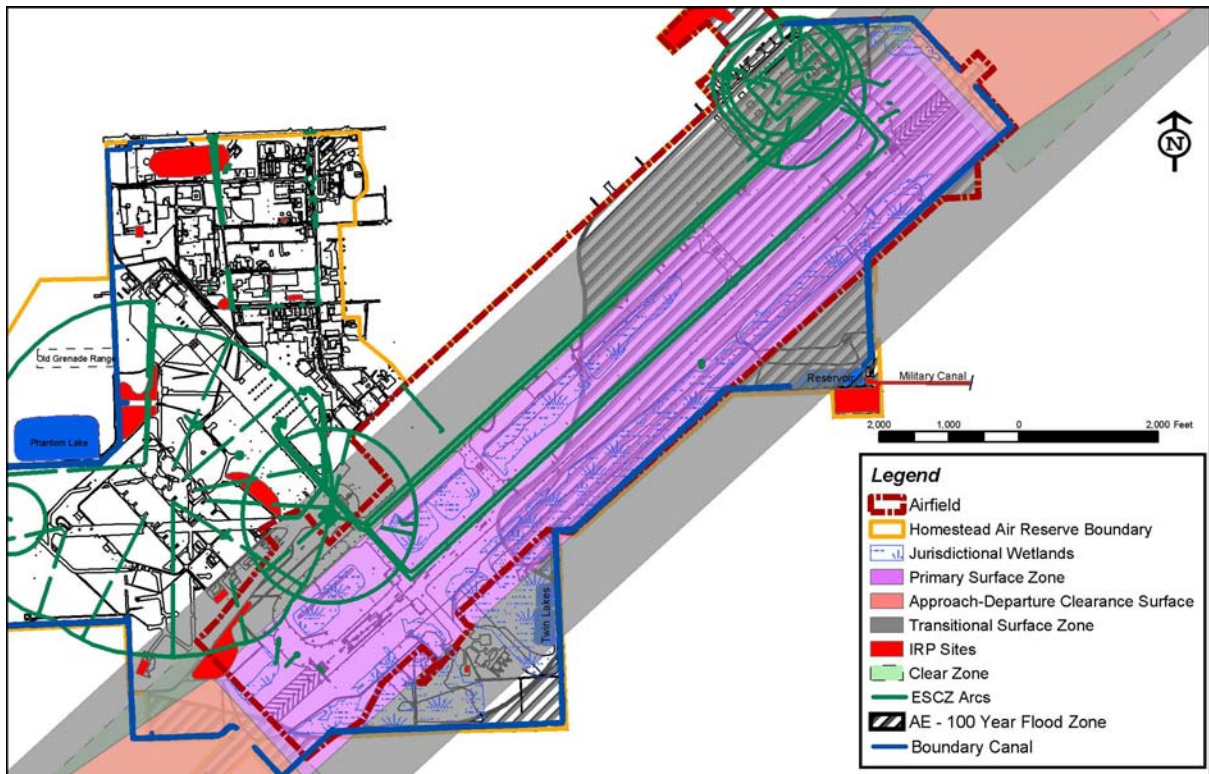 N
Old Grenade Range
Phantom Lake
Reservoir
Military Canal
2,000 1,000 0 2,000 Feet
Twin Lakes
Legend
Airfield
Homestead Air Reserve Boundary
Jurisdictional Wetlands
Primary Surface Zone
Approach-Departure Clearance Surface
Transitional Surface Zone
IRP Sites
Clear Zone
ESCZ Arcs
AE - 100 Year Flood Zone
Boundary Canal